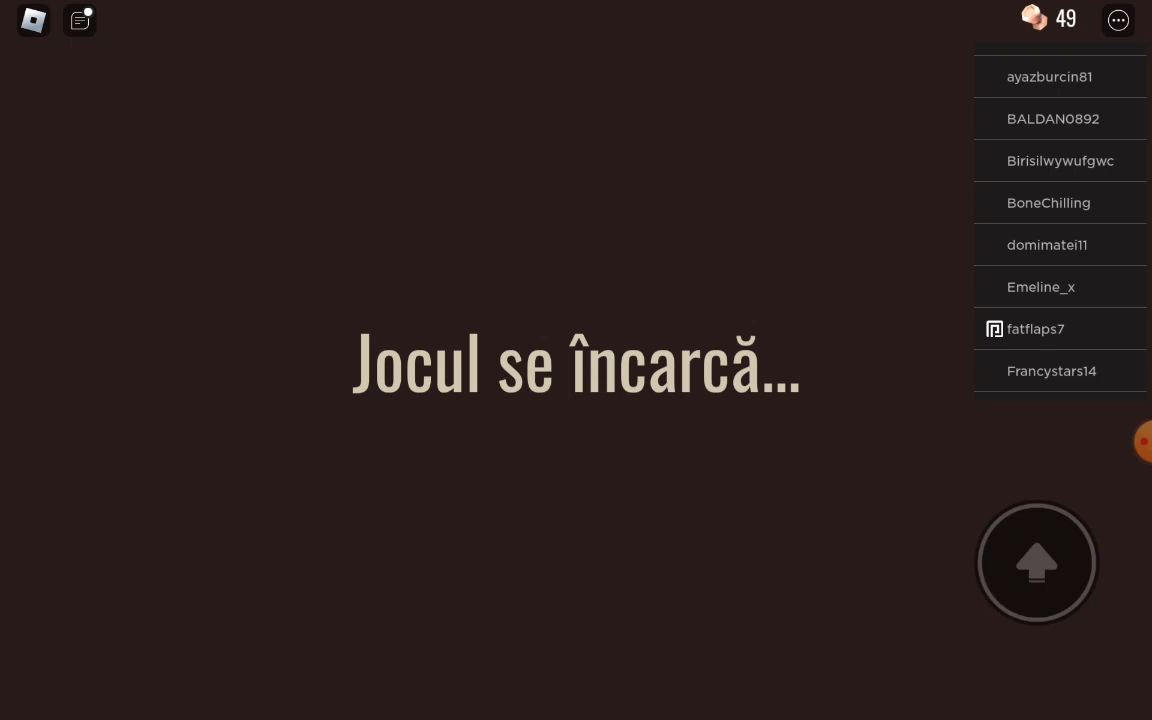 49
ayazburcin81
BALDAN0892
Birisilwywufgwc
BoneChilling
domimatei11
Emeline_x
fatflaps7
Francystars14
Jocul se încarcă...